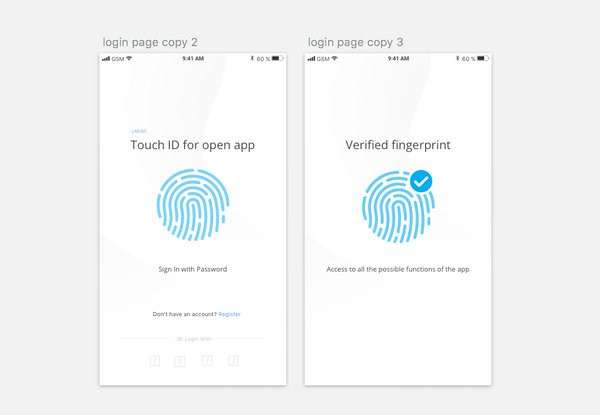 login page copy 2
GSM 9:41 AM 60 %
Touch ID for open app
Sign In with Password
Don't have an account? Register
Login With
? ? ? ?
login page copy 3
GSM 9:41 AM 60 %
Verified fingerprint
Access to all the possible functions of the app